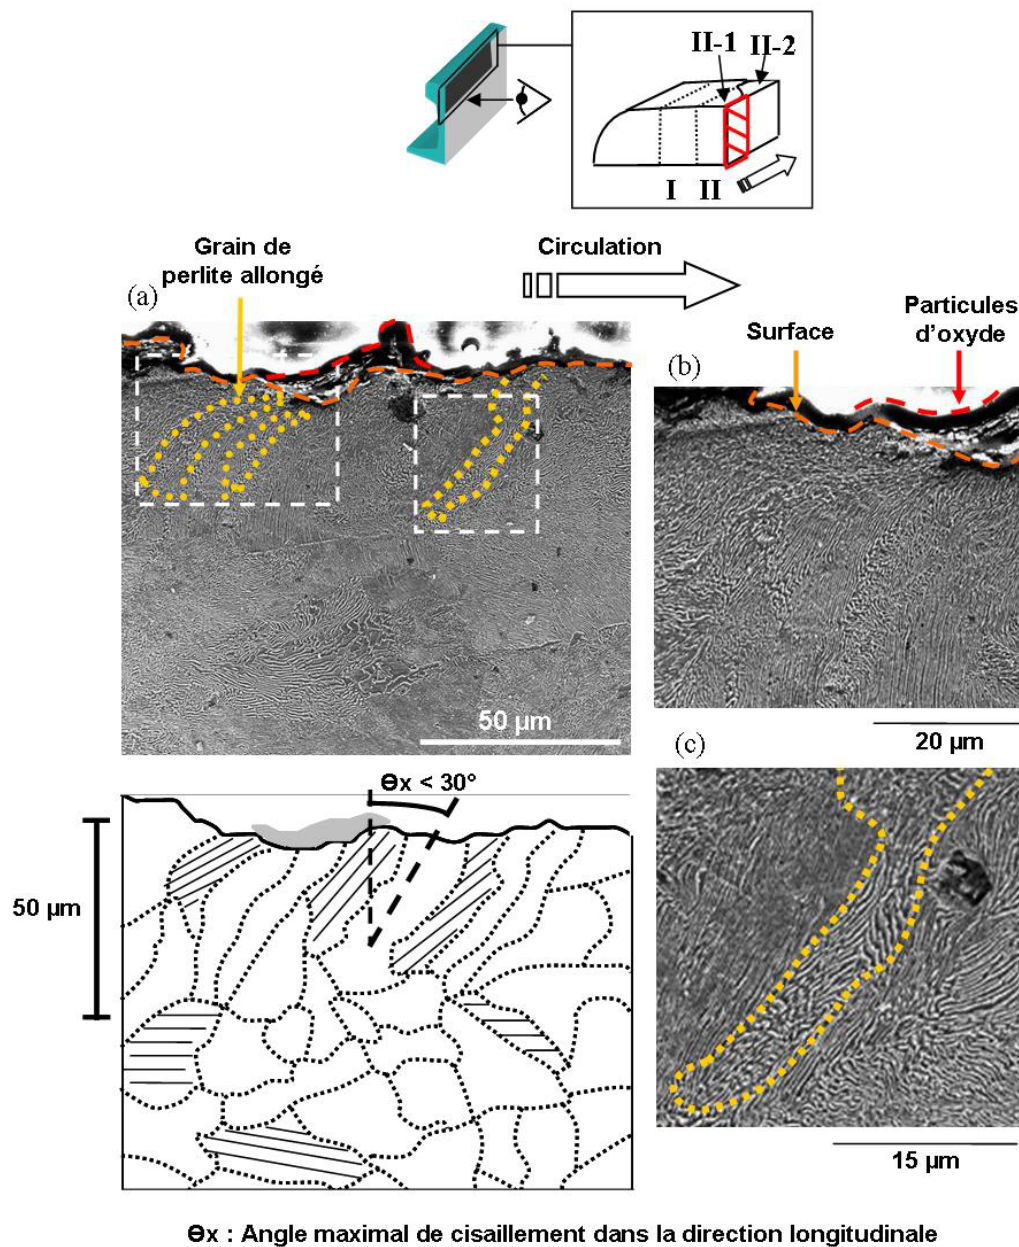 II-1 II-2
I II
Grain de
perlite allongé
Circulation
(a)
Surface
Particules
d'oxyde
(b)
50 µm
20 µm
(c)
Θx < 30°
50 µm
15 µm
Θx : Angle maximal de cisaillement dans la direction longitudinale